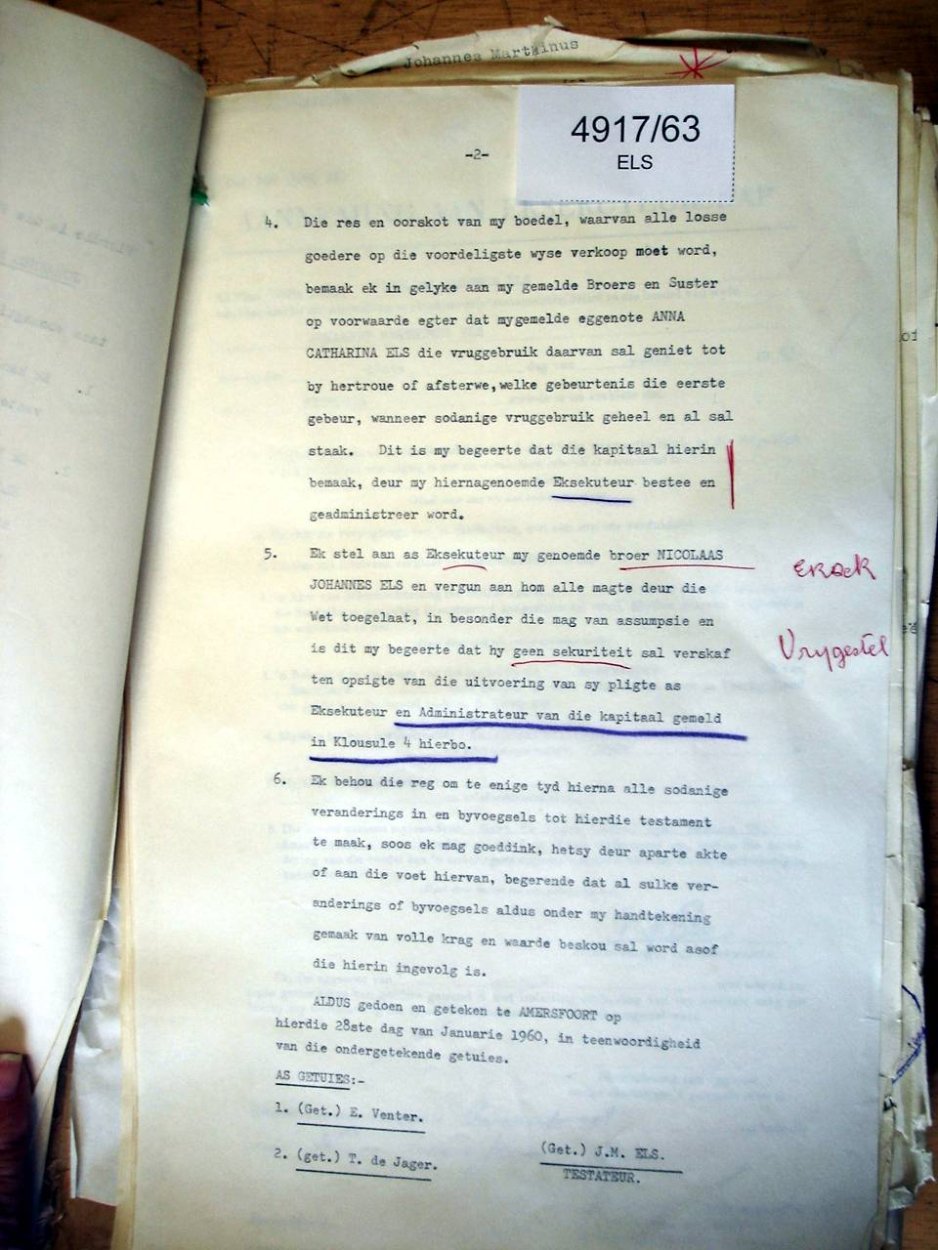 Johannes Marthinus
4917/63
ELS
-2-
4. Die res en oorskot van my boedel, waarvan alle losse
goedere op die voordeligste wyse verkoop moet word,
bemaak ek in gelyke aan my gemelde Broers en Suster
op voorwaarde egter dat mygemelde eggenote ANNA
CATHARINA ELS die vruggebruik daarvan sal geniet tot
by hertroue of afsterwe,welke gebeurtenis die eerste
gebeur, wanneer sodanige vruggebruik geheel en al sal
staak. Dit is my begeerte dat die kapitaal hierin
bemaak, deur my hiernagenoemde Eksekuteur bestee en
geadministreer word.
5. Ek stel aan as Eksekuteur my genoemde broer NICOLAAS
JOHANNES ELS en vergun aan hom alle magte deur die
Wet toegelaat, in besonder die mag van assumpsie en
is dit my begeerte dat hy geen sekuriteit sal verskaf
Vrygestel
ten opsigte van die uitvoering van sy pligte as
Eksekuteur en Administrateur van die kapitaal gemeld
in Klousule 4 hierbo.
6. Ek behou die reg om te enige tyd hierna alle sodanige
veranderings in en byvoegsels tot hierdie testament
te maak, soos ek mag goeddink, hetsy deur aparte akte
of aan die voet hiervan, begerende dat al sulke ver-
anderings of byvoegsels aldus onder my handtekening
gemaak van volle krag en waarde beskou sal word asof
die hierin ingevolg is.
ALDUS gedoen en geteken te AMERSFOORT op
hierdie 28ste dag van Januarie 1960, in teenwoordigheid
van die ondergetekende getuies.
AS GETUIES:-
1. (Get.) E. Venter.
2. (get.) T. de Jager.
(Get.) J.M. ELS.
TESTATEUR.